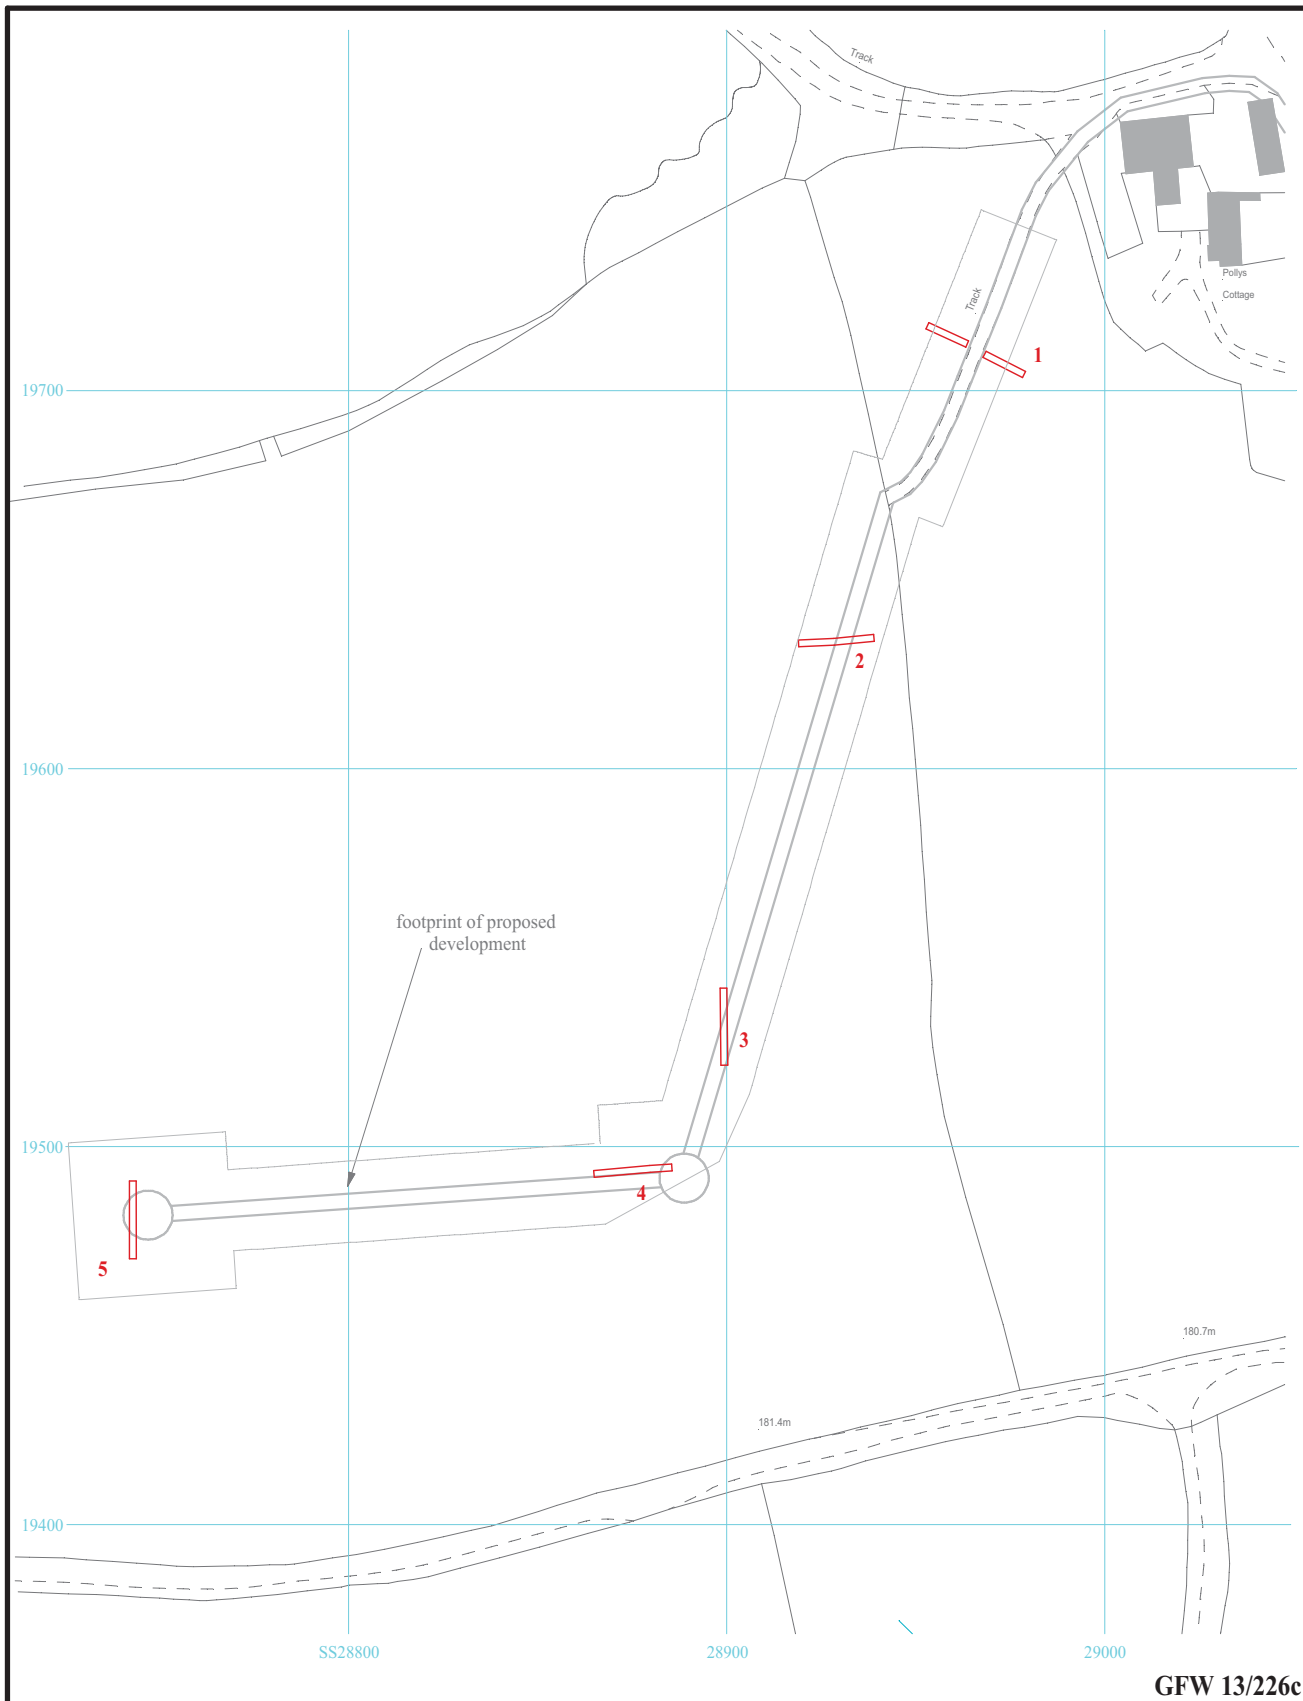 Track
Pollys
Cottage
Track
1
19700
2
19600
footprint of proposed
development
3
19500
4
5
180.7m
181.4m
19400
SS28800
28900
29000
GFW 13/226c